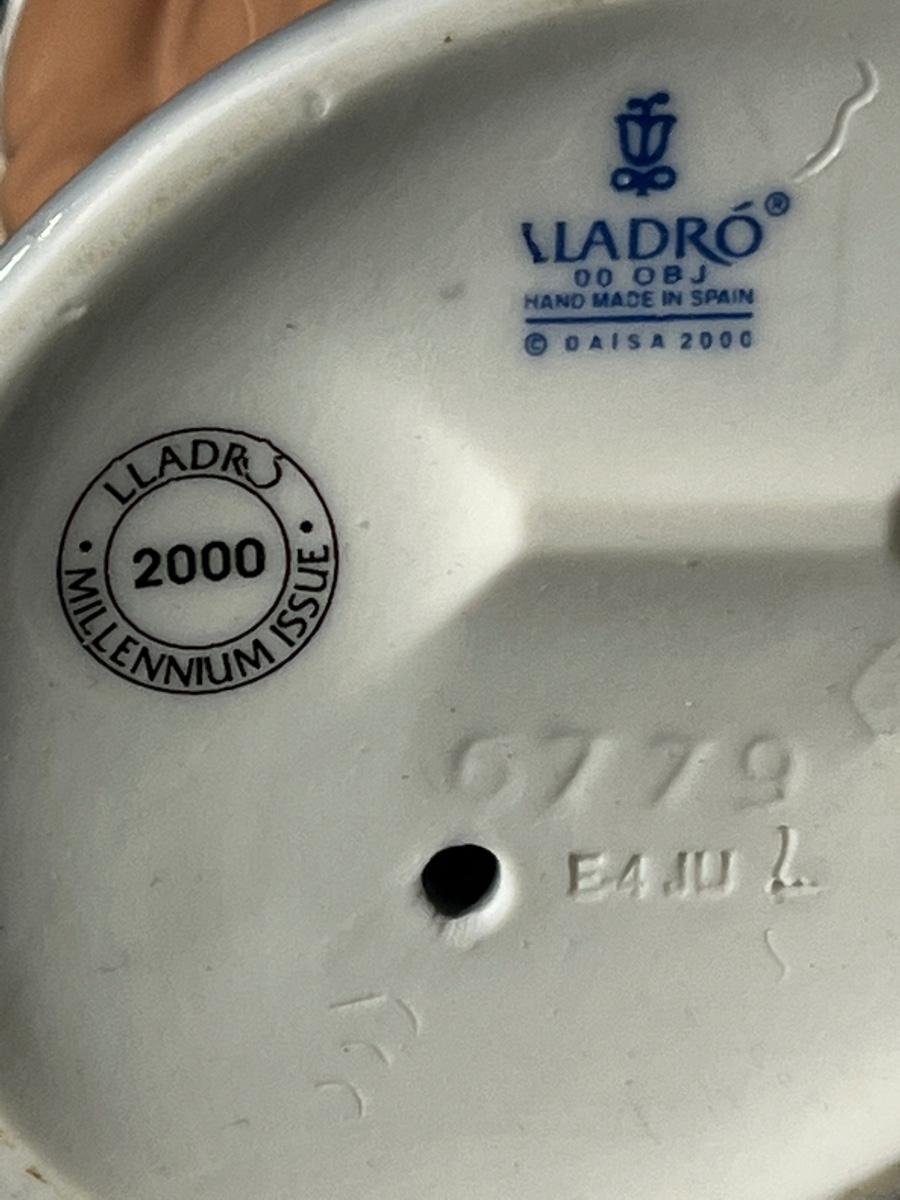 LLADRÓ®
00 OBJ
HAND MADE IN SPAIN
© DAISA 2000
LLADRÓ
2000
• MILLENNIUM ISSUE •
6779
E4 JU